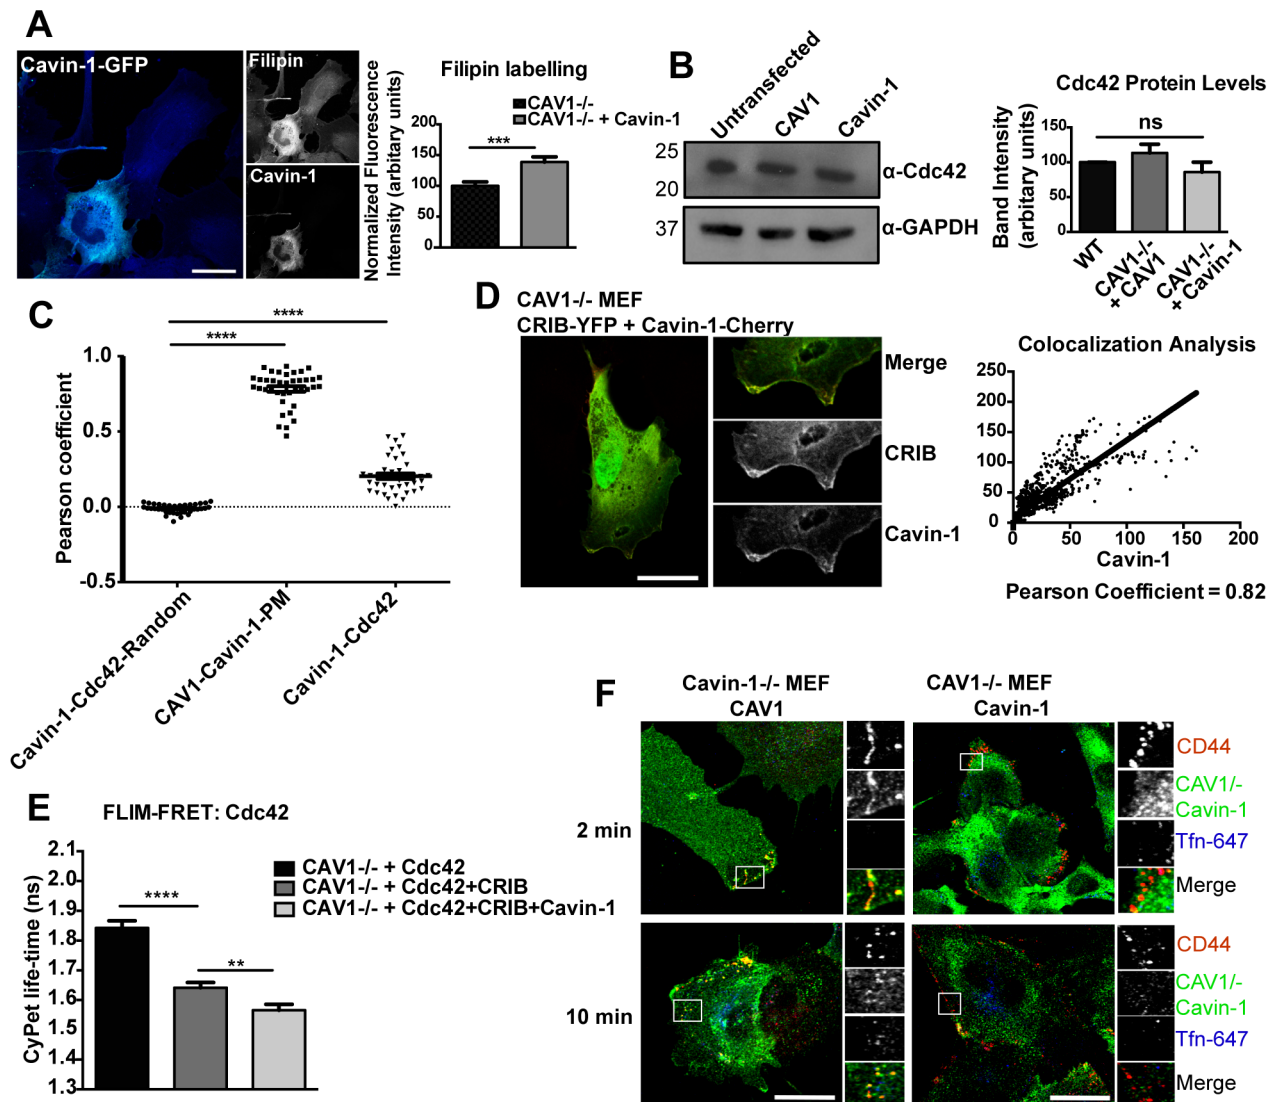 A
Cavin-1-GFP
Filipin
Cavin-1
Normalized Fluorescence
Intensity (arbitary units)
Filipin labelling
CAV1-/-
CAV1-/- + Cavin-1
***
200
150
100
50
0
B
Untransfected
CAV1
Cavin-1
25
20
37
α-Cdc42
α-GAPDH
Cdc42 Protein Levels
Band Intensity
(arbitary units)
ns
150
100
50
0
WT
CAV1-/-
+ CAV1
CAV1-/-
+ Cavin-1
C
Pearson coefficient
****
****
1.0
0.5
0.0
-0.5
Cavin-1-Cdc42-Random
CAV1-Cavin-1-PM
Cavin-1-Cdc42
D
CAV1-/- MEF
CRIB-YFP + Cavin-1-Cherry
Merge
CRIB
Cavin-1
Colocalization Analysis
250
200
150
100
50
0
0
50
100
150
200
Cavin-1
Pearson Coefficient = 0.82
E
FLIM-FRET: Cdc42
CyPet life-time (ns)
2.1
2.0
1.9
1.8
1.7
1.6
1.5
1.4
1.3
****
**
CAV1-/- + Cdc42
CAV1-/- + Cdc42+CRIB
CAV1-/- + Cdc42+CRIB+Cavin-1
F
Cavin-1-/- MEF
CAV1
CAV1-/- MEF
Cavin-1
2 min
CD44
CAV1/-
Cavin-1
Tfn-647
Merge
10 min
CD44
CAV1/-
Cavin-1
Tfn-647
Merge